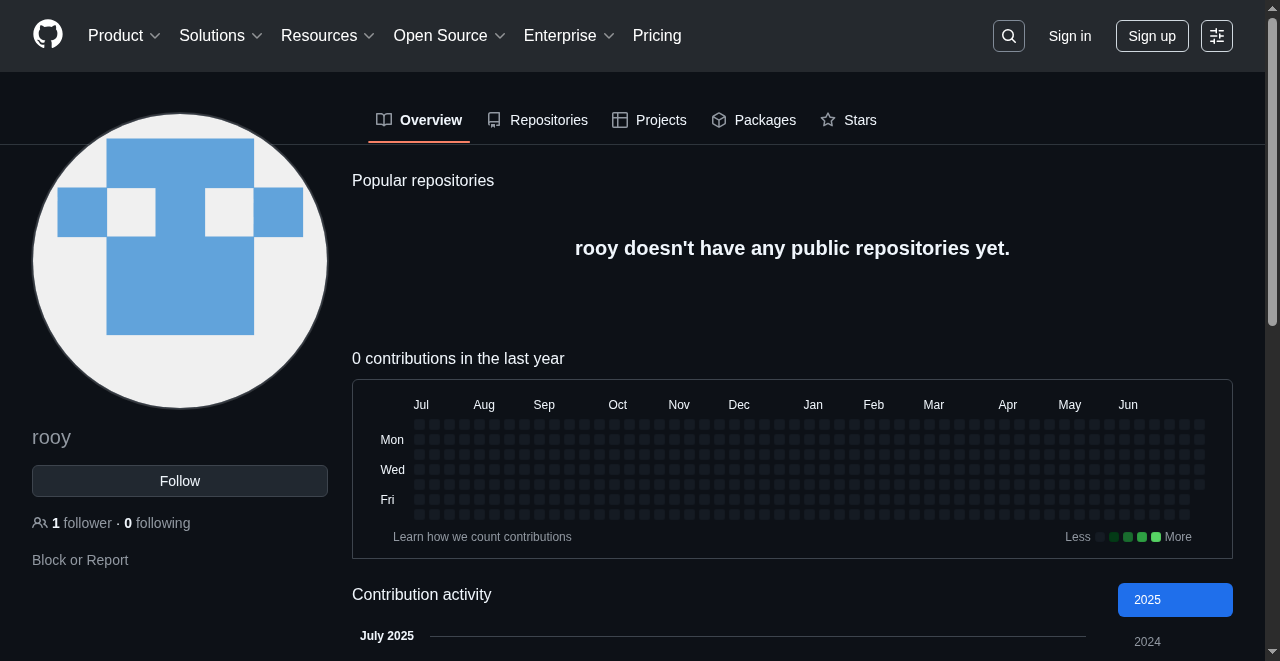 Product Solutions Resources Open Source Enterprise Pricing Sign in Sign up
Overview Repositories Projects Packages Stars
Popular repositories
rooy doesn't have any public repositories yet.
0 contributions in the last year
Jul Aug Sep Oct Nov Dec Jan Feb Mar Apr May Jun
Mon
Wed
Fri
Learn how we count contributions Less More
rooy
Follow
1 follower · 0 following
Block or Report
Contribution activity
2025
July 2025
2024